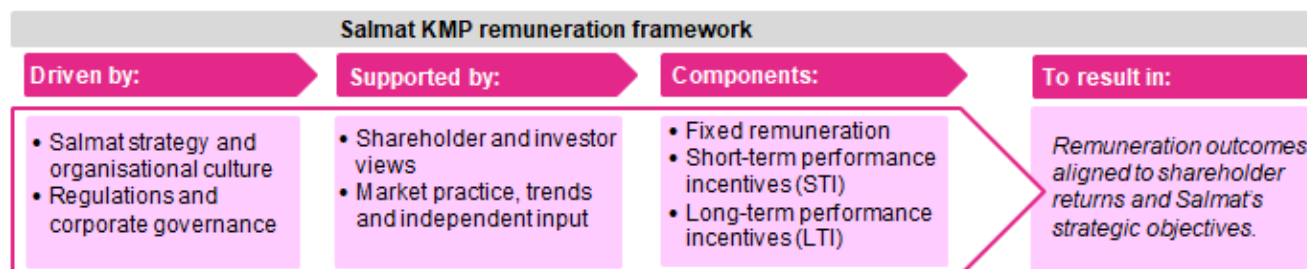 Salmat KMP remuneration framework
Driven by:
• Salmat strategy and
organisational culture
• Regulations and
corporate governance
Supported by:
• Shareholder and investor
views
• Market practice, trends
and independent input
Components:
• Fixed remuneration
• Short-term performance
incentives (STI)
• Long-term performance
incentives (LTI)
To result in:
Remuneration outcomes
aligned to shareholder
returns and Salmat's
strategic objectives.